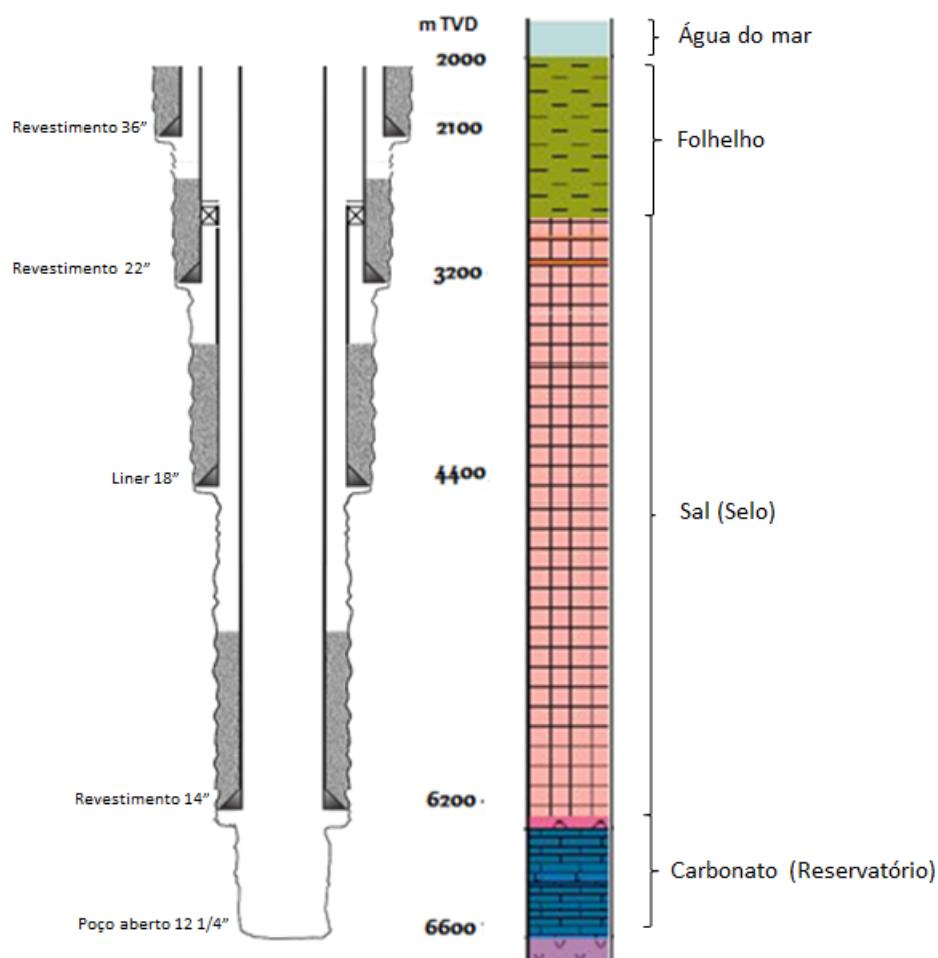 m TVD
Água do mar
2000
Revestimento 36”
2100
Folhelho
Revestimento 22”
3200
Liner 18”
4400
Sal (Selo)
Revestimento 14”
6200
Carbonato (Reservatório)
Poço aberto 12 1/4”
6600